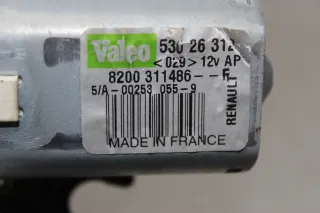 Valeo 530 26 312
<029> 12v AP
8200 311486--F
5/A-00253 055-9
RENAULT
MADE IN FRANCE